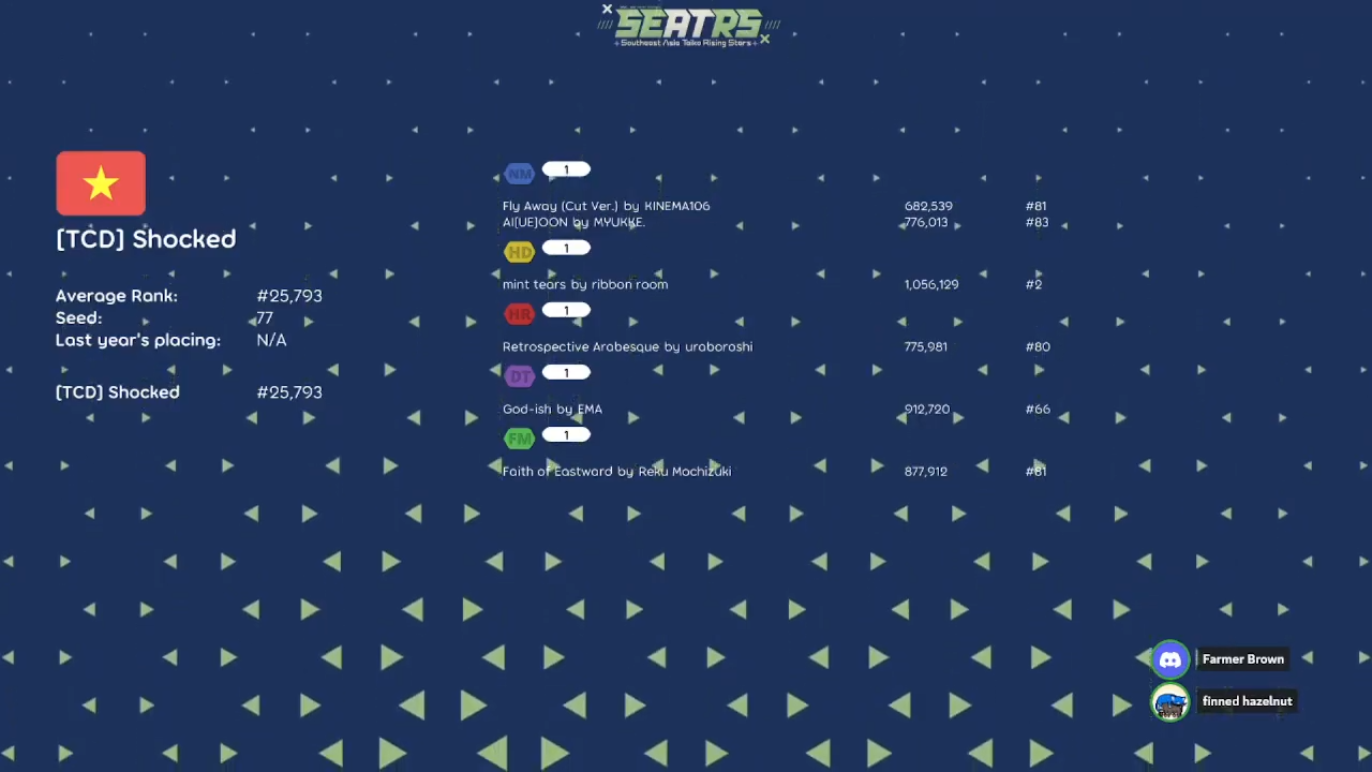 SEATRS
Southeast Asia Taiko Rising Stars
[TCD] Shocked
Average Rank: #25,793
Seed: 77
Last year's placing: N/A
[TCD] Shocked #25,793
NM 1
Fly Away (Cut Ver.) by KINEMA106 682,539 #81
AI[UE]OON by MYUKKE. 776,013 #83
HD 1
mint tears by ribbon room 1,056,129 #2
HR 1
Retrospective Arabesque by uraboroshi 775,981 #80
DT 1
God-ish by EMA 912,720 #66
FM 1
Faith of Eastward by Reku Mochizuki 877,912 #81
Farmer Brown
finned hazelnut